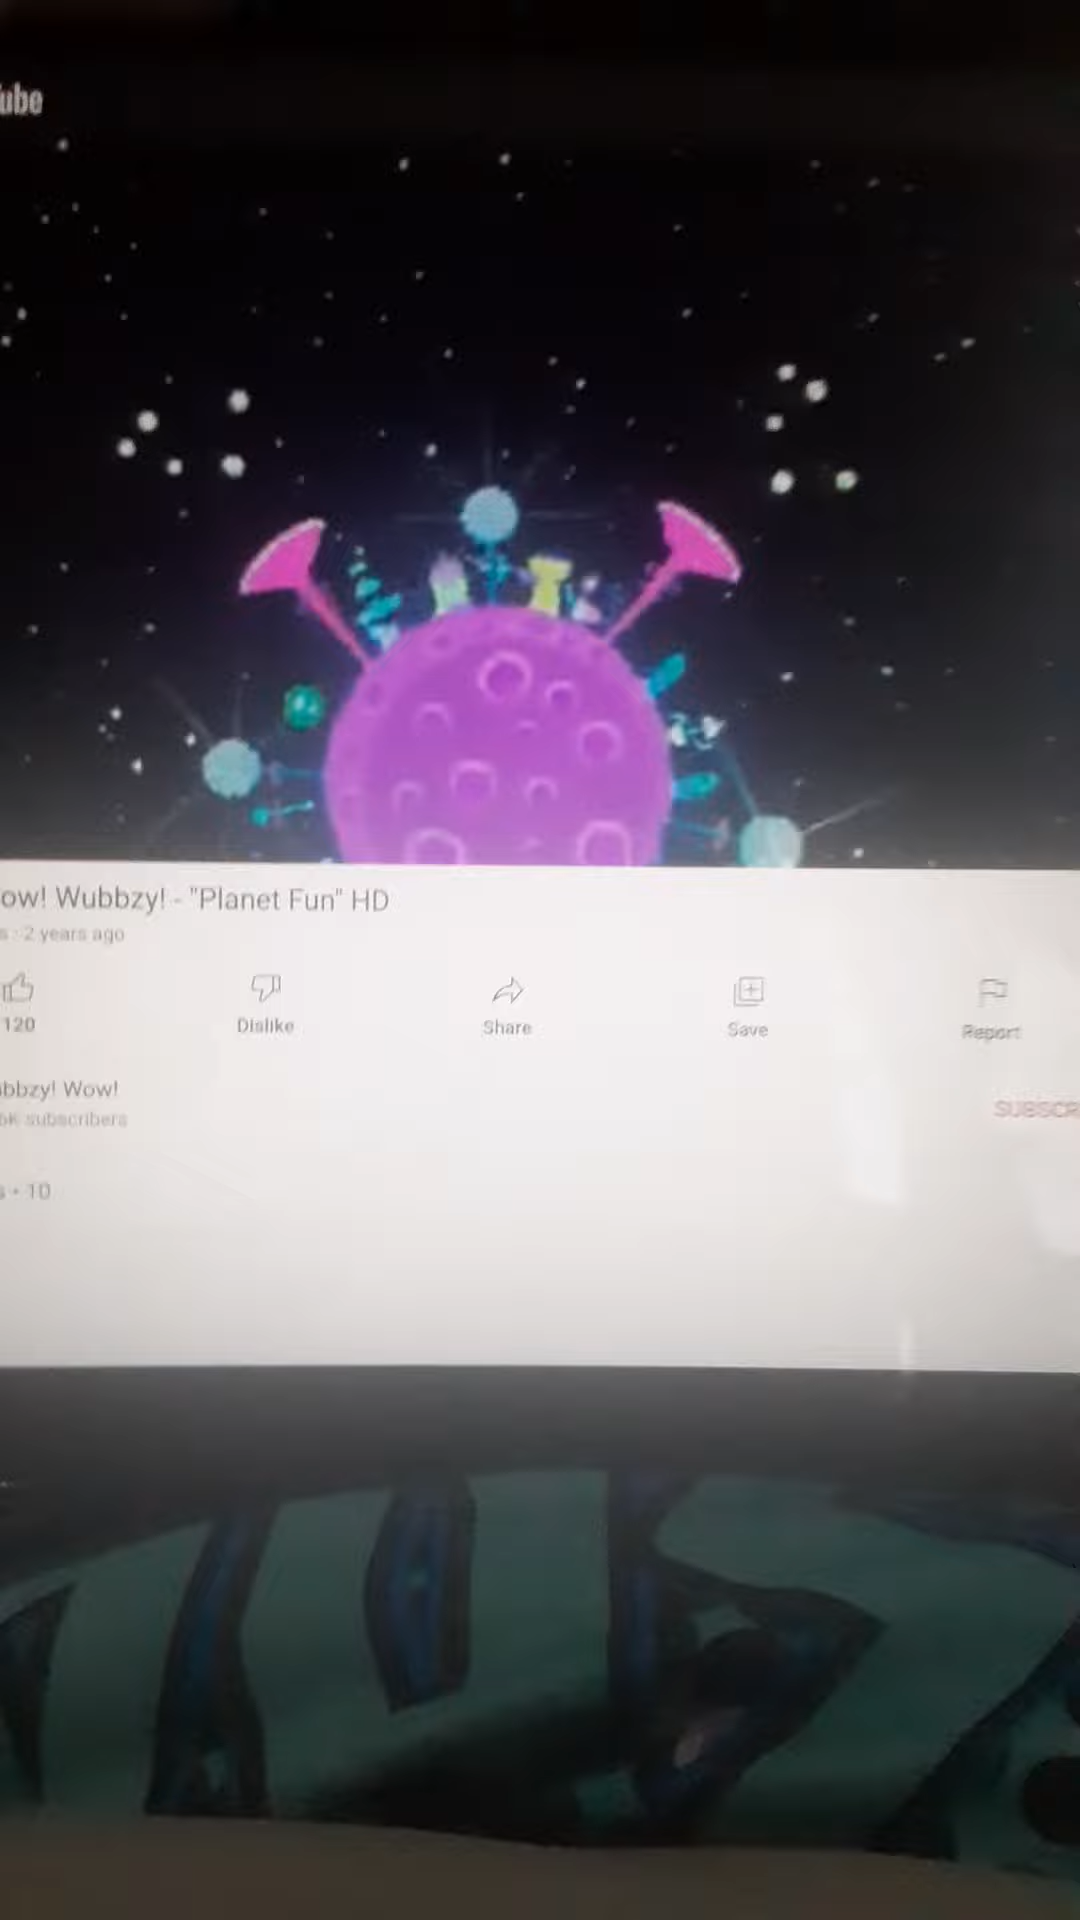 ube
ow! Wubbzy! - "Planet Fun" HD
s · 2 years ago
120
Dislike
Share
Save
Report
bbzy! Wow!
6K subscribers
SUBSCR
s • 10